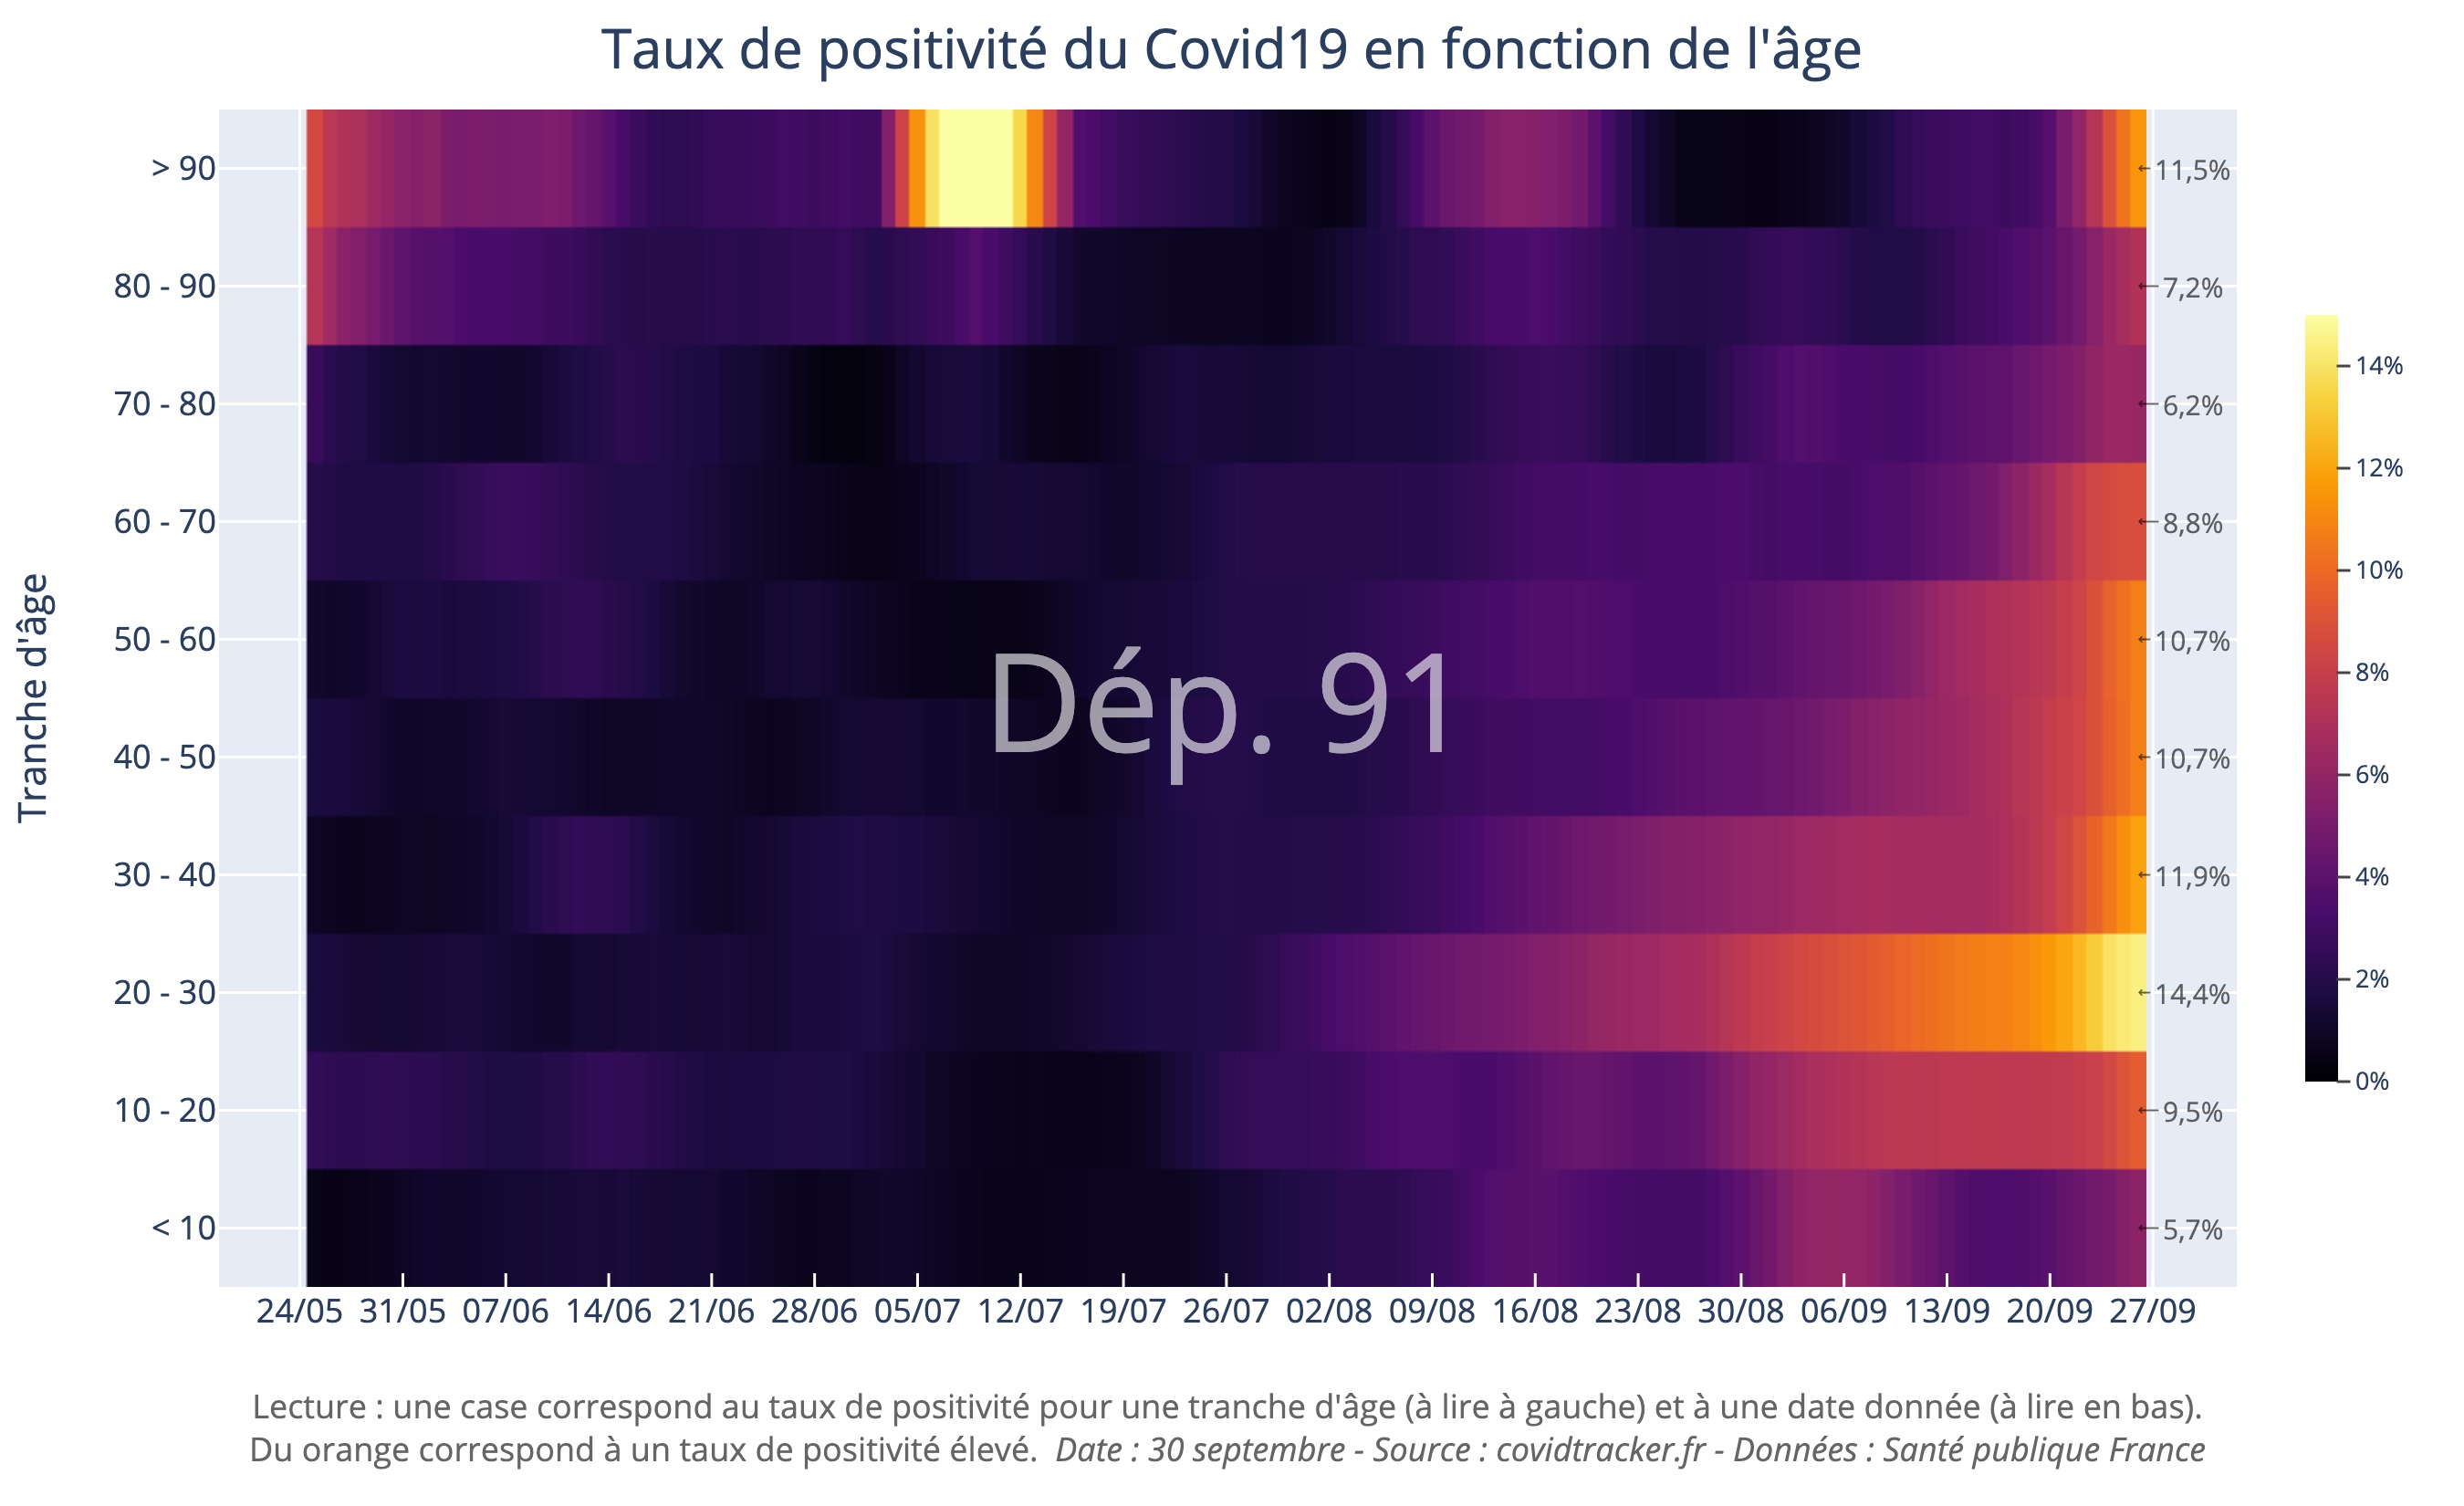 Taux de positivité du Covid19 en fonction de l'âge
Tranche d'âge
> 90
80 - 90
70 - 80
60 - 70
50 - 60
40 - 50
30 - 40
20 - 30
10 - 20
< 10
Dép. 91
11,5%
7,2%
6,2%
8,8%
10,7%
10,7%
11,9%
14,4%
9,5%
5,7%
14%
12%
10%
8%
6%
4%
2%
0%
24/05 31/05 07/06 14/06 21/06 28/06 05/07 12/07 19/07 26/07 02/08 09/08 16/08 23/08 30/08 06/09 13/09 20/09 27/09
Lecture : une case correspond au taux de positivité pour une tranche d'âge (à lire à gauche) et à une date donnée (à lire en bas).
Du orange correspond à un taux de positivité élevé. Date : 30 septembre - Source : covidtracker.fr - Données : Santé publique France